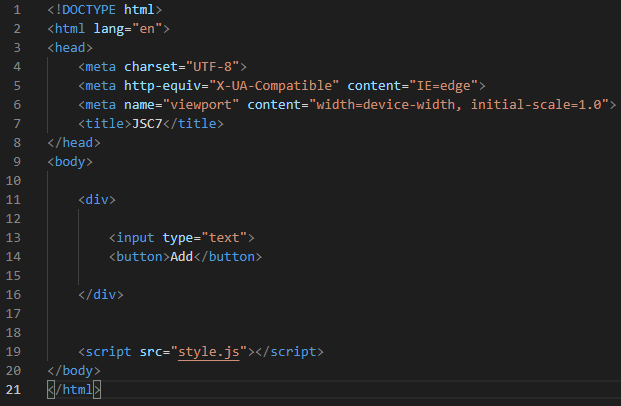 1 <!DOCTYPE html>
2 <html lang="en">
3 <head>
4     <meta charset="UTF-8">
5     <meta http-equiv="X-UA-Compatible" content="IE=edge">
6     <meta name="viewport" content="width=device-width, initial-scale=1.0">
7     <title>JSC7</title>
8 </head>
9 <body>
10
11     <div>
12
13         <input type="text">
14         <button>Add</button>
15
16     </div>
17
18
19     <script src="style.js"></script>
20 </body>
21 </html>